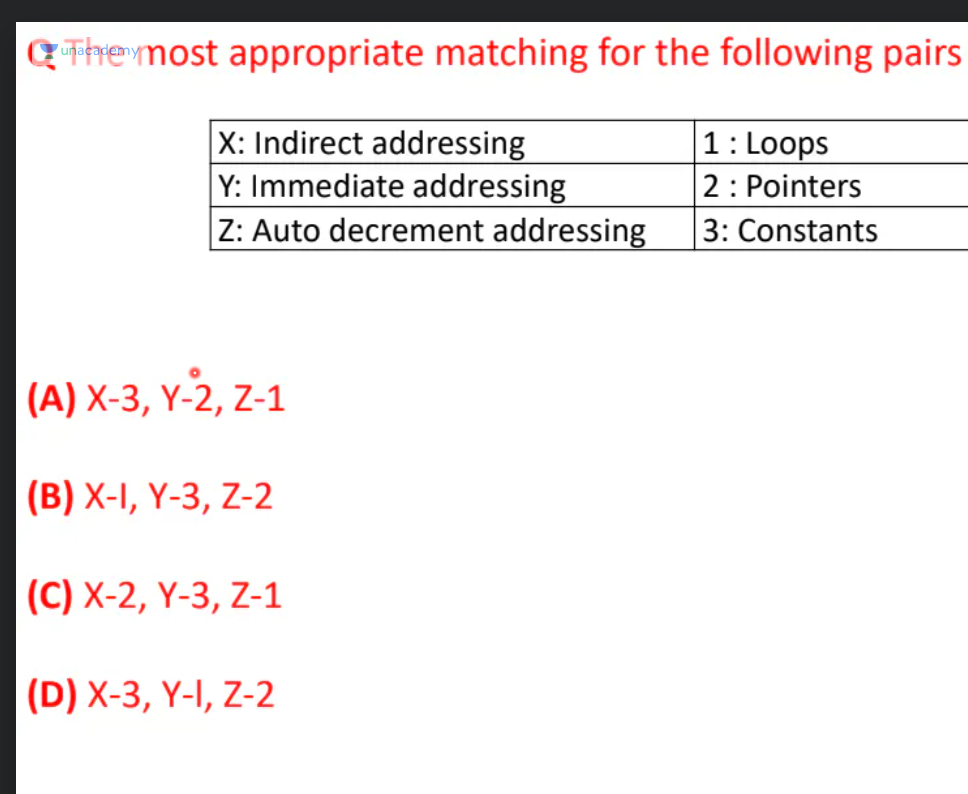 Q The most appropriate matching for the following pairs
unacademy
X: Indirect addressing 1 : Loops
Y: Immediate addressing 2 : Pointers
Z: Auto decrement addressing 3: Constants
(A) X-3, Y-2, Z-1
(B) X-I, Y-3, Z-2
(C) X-2, Y-3, Z-1
(D) X-3, Y-I, Z-2